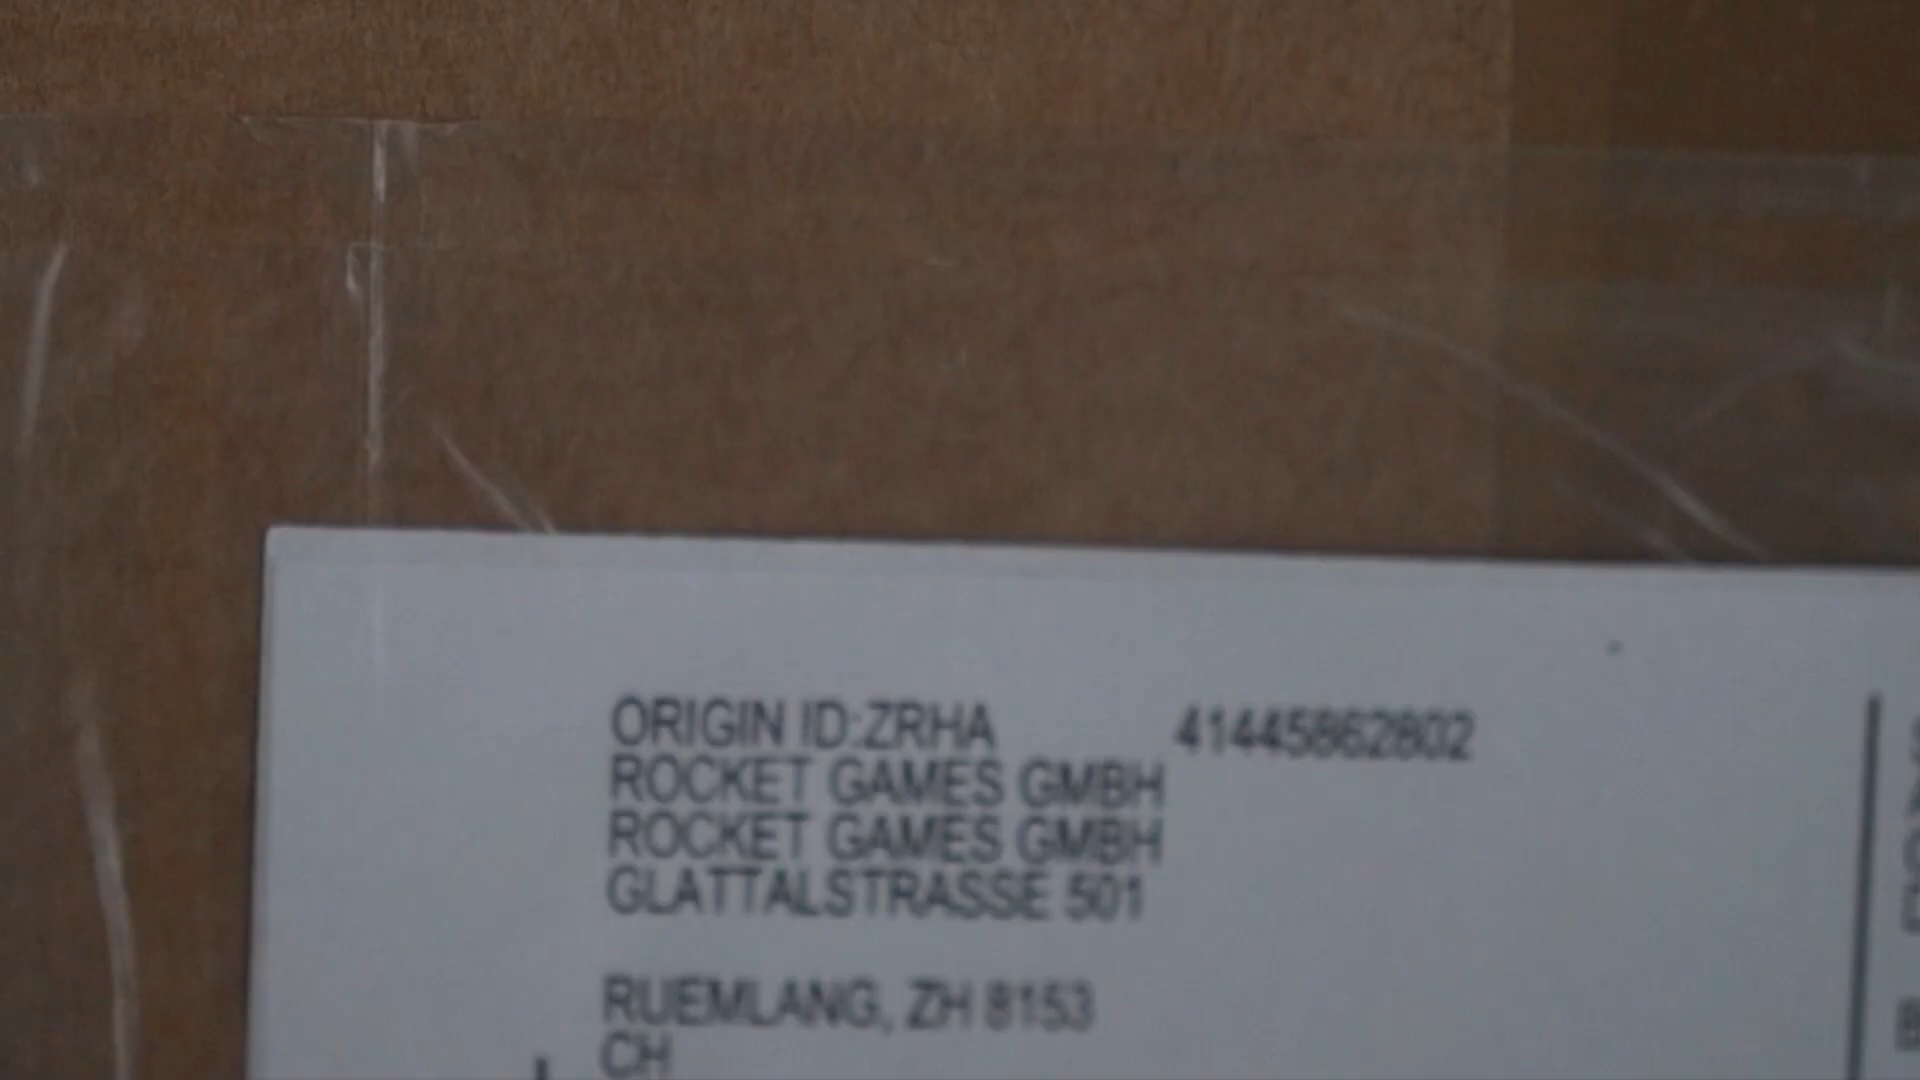 ORIGIN ID:ZRHA 41445862802
ROCKET GAMES GMBH
ROCKET GAMES GMBH
GLATTALSTRASSE 501
RUEMLANG, ZH 8153
CH